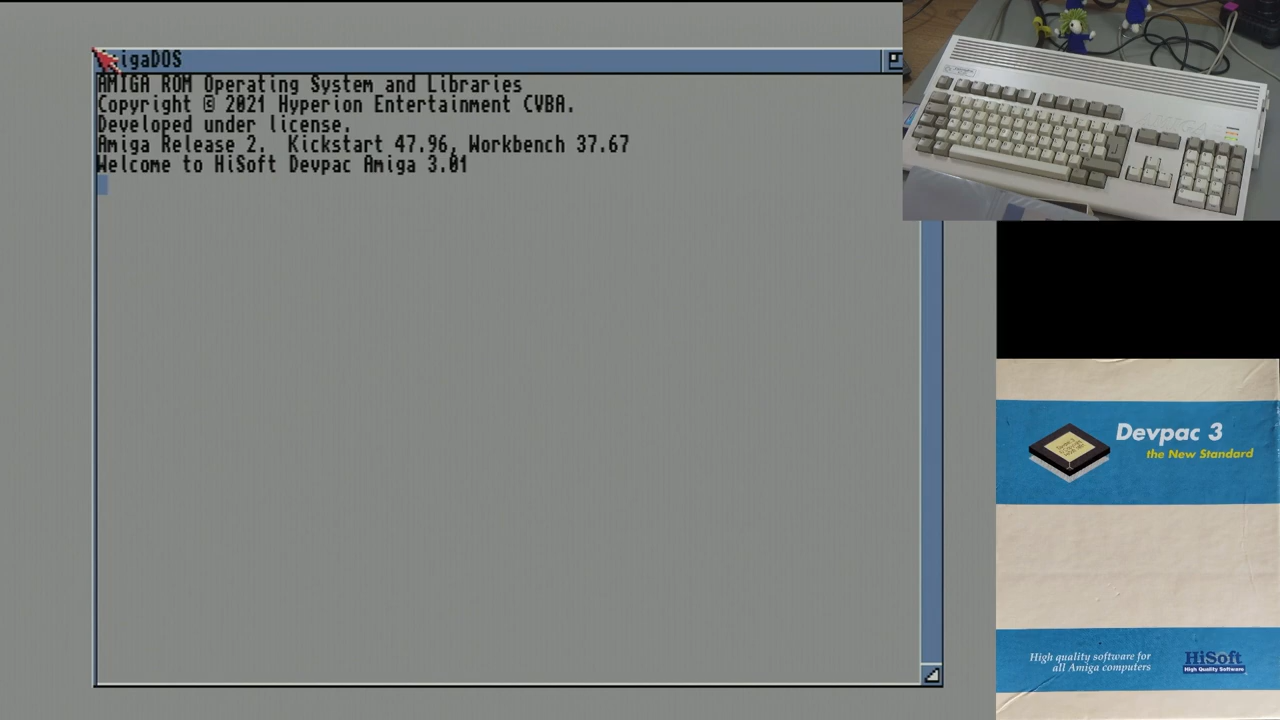 igaDOS
AMIGA ROM Operating System and Libraries
Copyright © 2021 Hyperion Entertainment CVBA.
Developed under license.
Amiga Release 2.  Kickstart 47.96, Workbench 37.67
Welcome to HiSoft Devpac Amiga 3.01
Devpac 3
the New Standard
High quality software for
all Amiga computers
HiSoft
High Quality Software